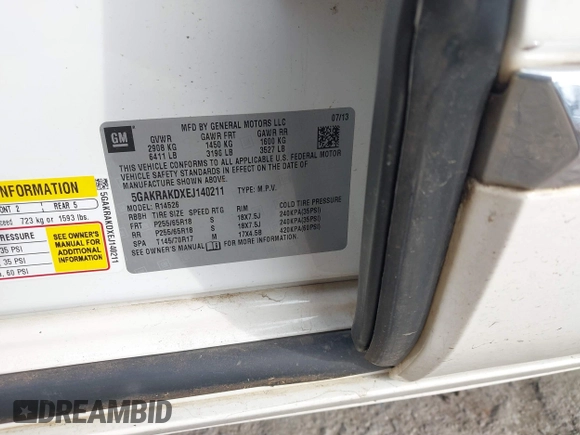 MFD BY GENERAL MOTORS LLC
07/13
GM
GVWR
GAWR FRT
GAWR RR
2908 KG
1450 KG
1600 KG
6411 LB
3196 LB
3527 LB
THIS VEHICLE CONFORMS TO ALL APPLICABLE U.S. FEDERAL MOTOR
VEHICLE SAFETY STANDARDS IN EFFECT ON THE DATE OF
MANUFACTURE SHOWN ABOVE.
5GAKRAKDXEJ140211 TYPE: M.P.V.
MODEL: R14526
RBBH TIRE SIZE SPEED RTG RIM COLD TIRE PRESSURE
FRT P255/65R18 S 18X7.5J 240KPA(35PSI)
RR P255/65R18 S 18X7.5J 240KPA(35PSI)
SPA T145/70R17 M 17X4.5B 420KPA(60PSI)
SEE OWNER'S MANUAL FOR MORE INFORMATION.
INFORMATION
ONT 2 REAR 5
xceed 723 kg or 1593 lbs.
PRESSURE
35 PSI
35 PSI
60 PSI
SEE OWNER'S
MANUAL FOR
ADDITIONAL
INFORMATION
5GAKRAKDXEJ140211
DREAMBID